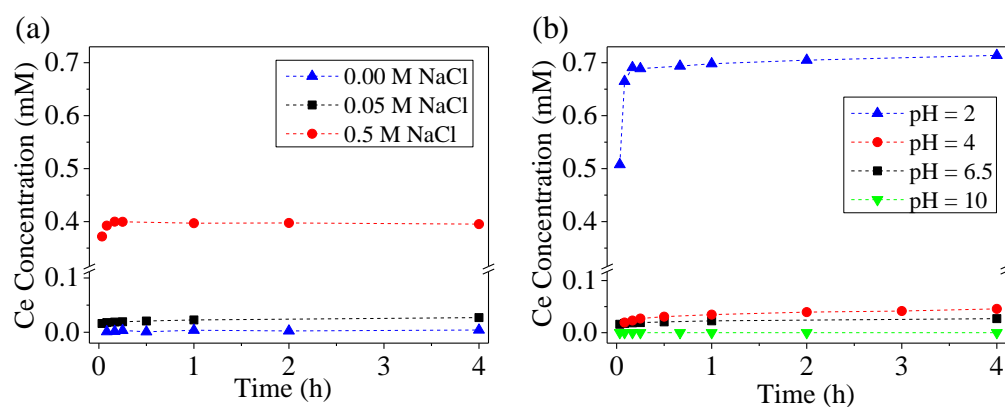 (a)
Ce Concentration (mM)
0.7
0.6
0.5
0.4
0.1
0.0
0.00 M NaCl
0.05 M NaCl
0.5 M NaCl
0 1 2 3 4
Time (h)
(b)
Ce Concentration (mM)
0.7
0.6
0.5
0.4
0.1
0.0
pH = 2
pH = 4
pH = 6.5
pH = 10
0 1 2 3 4
Time (h)